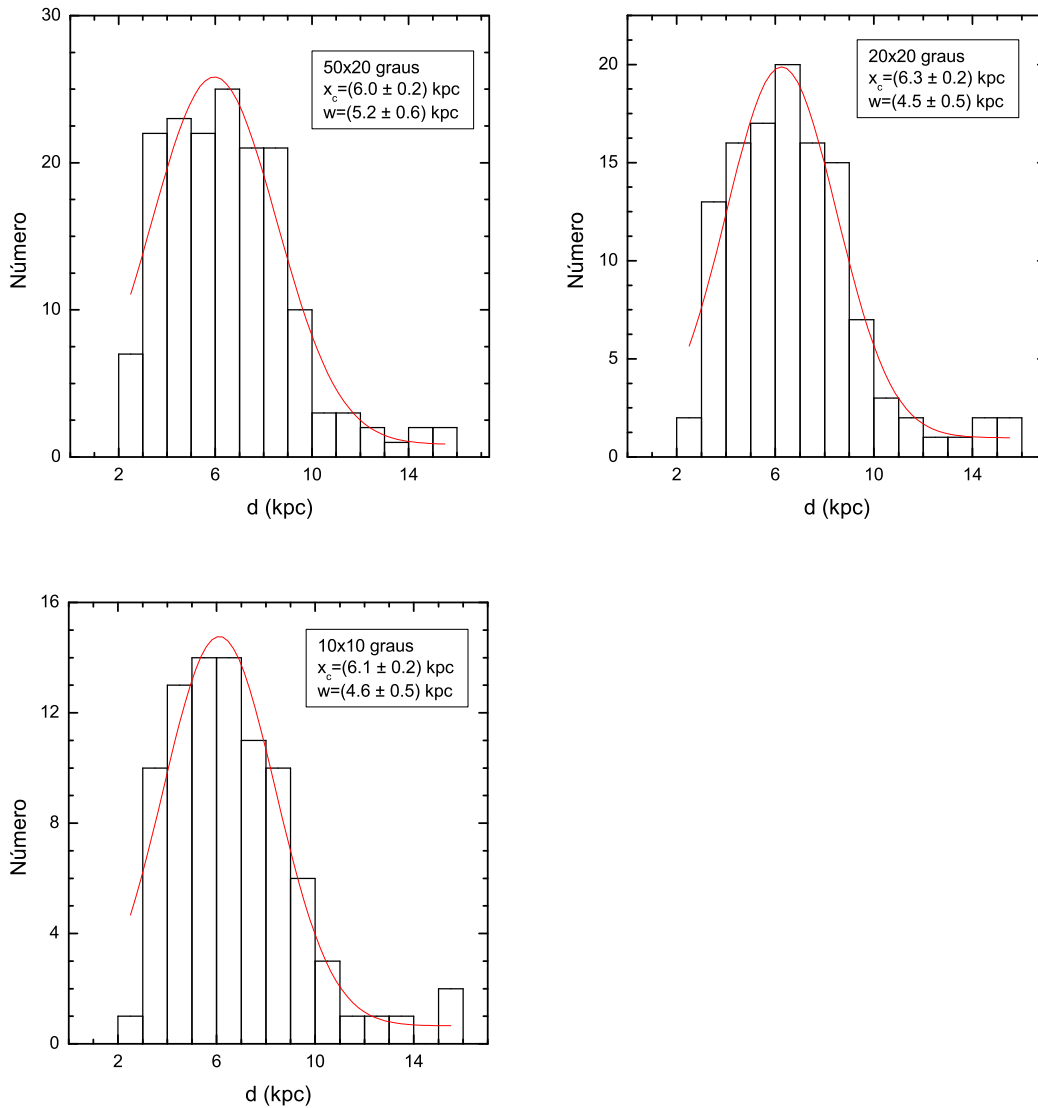 30
20
10
0
Número
2 6 10 14
d (kpc)
50x20 graus
x_c=(6.0 ± 0.2) kpc
w=(5.2 ± 0.6) kpc
20
15
10
5
0
Número
2 6 10 14
d (kpc)
20x20 graus
x_c=(6.3 ± 0.2) kpc
w=(4.5 ± 0.5) kpc
16
12
8
4
0
Número
2 6 10 14
d (kpc)
10x10 graus
x_c=(6.1 ± 0.2) kpc
w=(4.6 ± 0.5) kpc